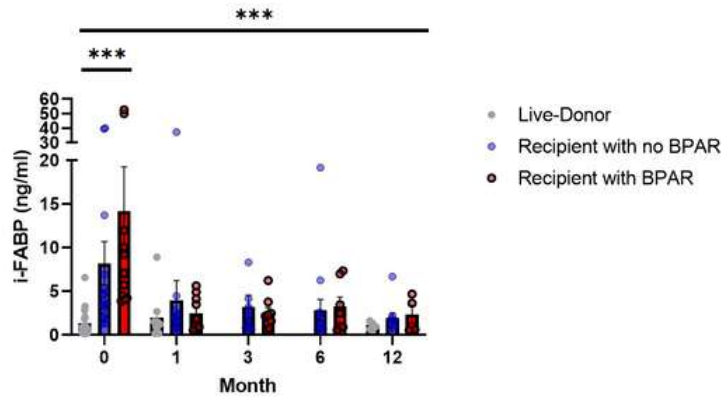 ***
***
60
50
40
30
20
15
10
5
0
i-FABP (ng/ml)
0 1 3 6 12
Month
Live-Donor
Recipient with no BPAR
Recipient with BPAR